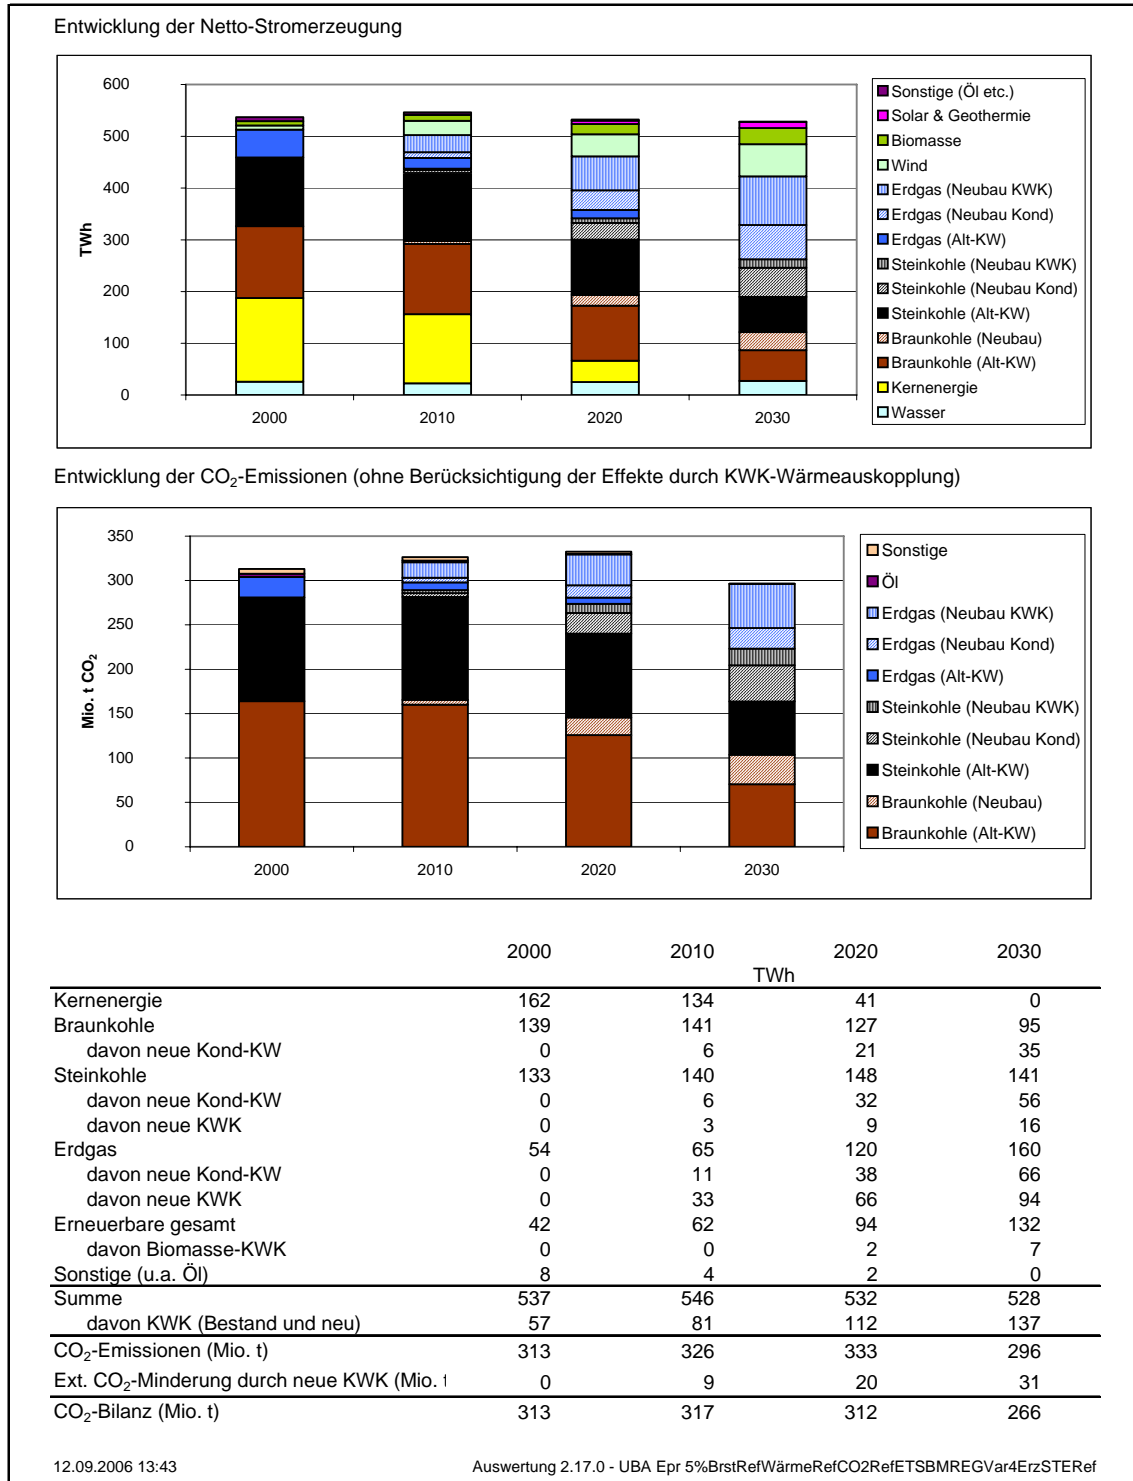 Entwicklung der Netto-Stromerzeugung
600
500
400
300
200
100
0
TWh
2000 2010 2020 2030
Sonstige (Öl etc.)
Solar & Geothermie
Biomasse
Wind
Erdgas (Neubau KWK)
Erdgas (Neubau Kond)
Erdgas (Alt-KW)
Steinkohle (Neubau KWK)
Steinkohle (Neubau Kond)
Steinkohle (Alt-KW)
Braunkohle (Neubau)
Braunkohle (Alt-KW)
Kernenergie
Wasser
Entwicklung der CO₂-Emissionen (ohne Berücksichtigung der Effekte durch KWK-Wärmeauskopplung)
350
300
250
200
150
100
50
0
Mio. t CO₂
2000 2010 2020 2030
Sonstige
Öl
Erdgas (Neubau KWK)
Erdgas (Neubau Kond)
Erdgas (Alt-KW)
Steinkohle (Neubau KWK)
Steinkohle (Neubau Kond)
Steinkohle (Alt-KW)
Braunkohle (Neubau)
Braunkohle (Alt-KW)
2000 2010 2020 2030
TWh
Kernenergie 162 134 41 0
Braunkohle 139 141 127 95
davon neue Kond-KW 0 6 21 35
Steinkohle 133 140 148 141
davon neue Kond-KW 0 6 32 56
davon neue KWK 0 3 9 16
Erdgas 54 65 120 160
davon neue Kond-KW 0 11 38 66
davon neue KWK 0 33 66 94
Erneuerbare gesamt 42 62 94 132
davon Biomasse-KWK 0 0 2 7
Sonstige (u.a. Öl) 8 4 2 0
Summe 537 546 532 528
davon KWK (Bestand und neu) 57 81 112 137
CO₂-Emissionen (Mio. t) 313 326 333 296
Ext. CO₂-Minderung durch neue KWK (Mio. t 0 9 20 31
CO₂-Bilanz (Mio. t) 313 317 312 266
12.09.2006 13:43 Auswertung 2.17.0 - UBA Epr 5%BrstRefWärmeRefCO2RefETSBMREGVar4ErzSTERef